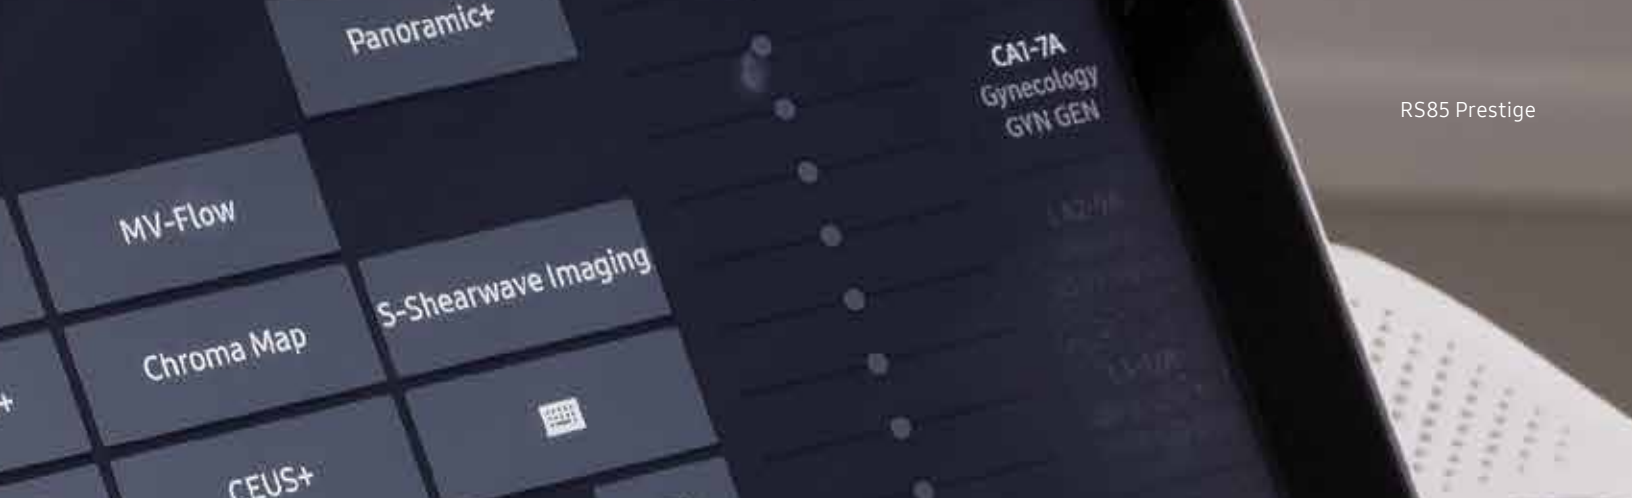 Panoramic+
CA1-7A
Gynecology
GYN GEN
RS85 Prestige
MV-Flow
S-Shearwave Imaging
Chroma Map
+
CEUS+